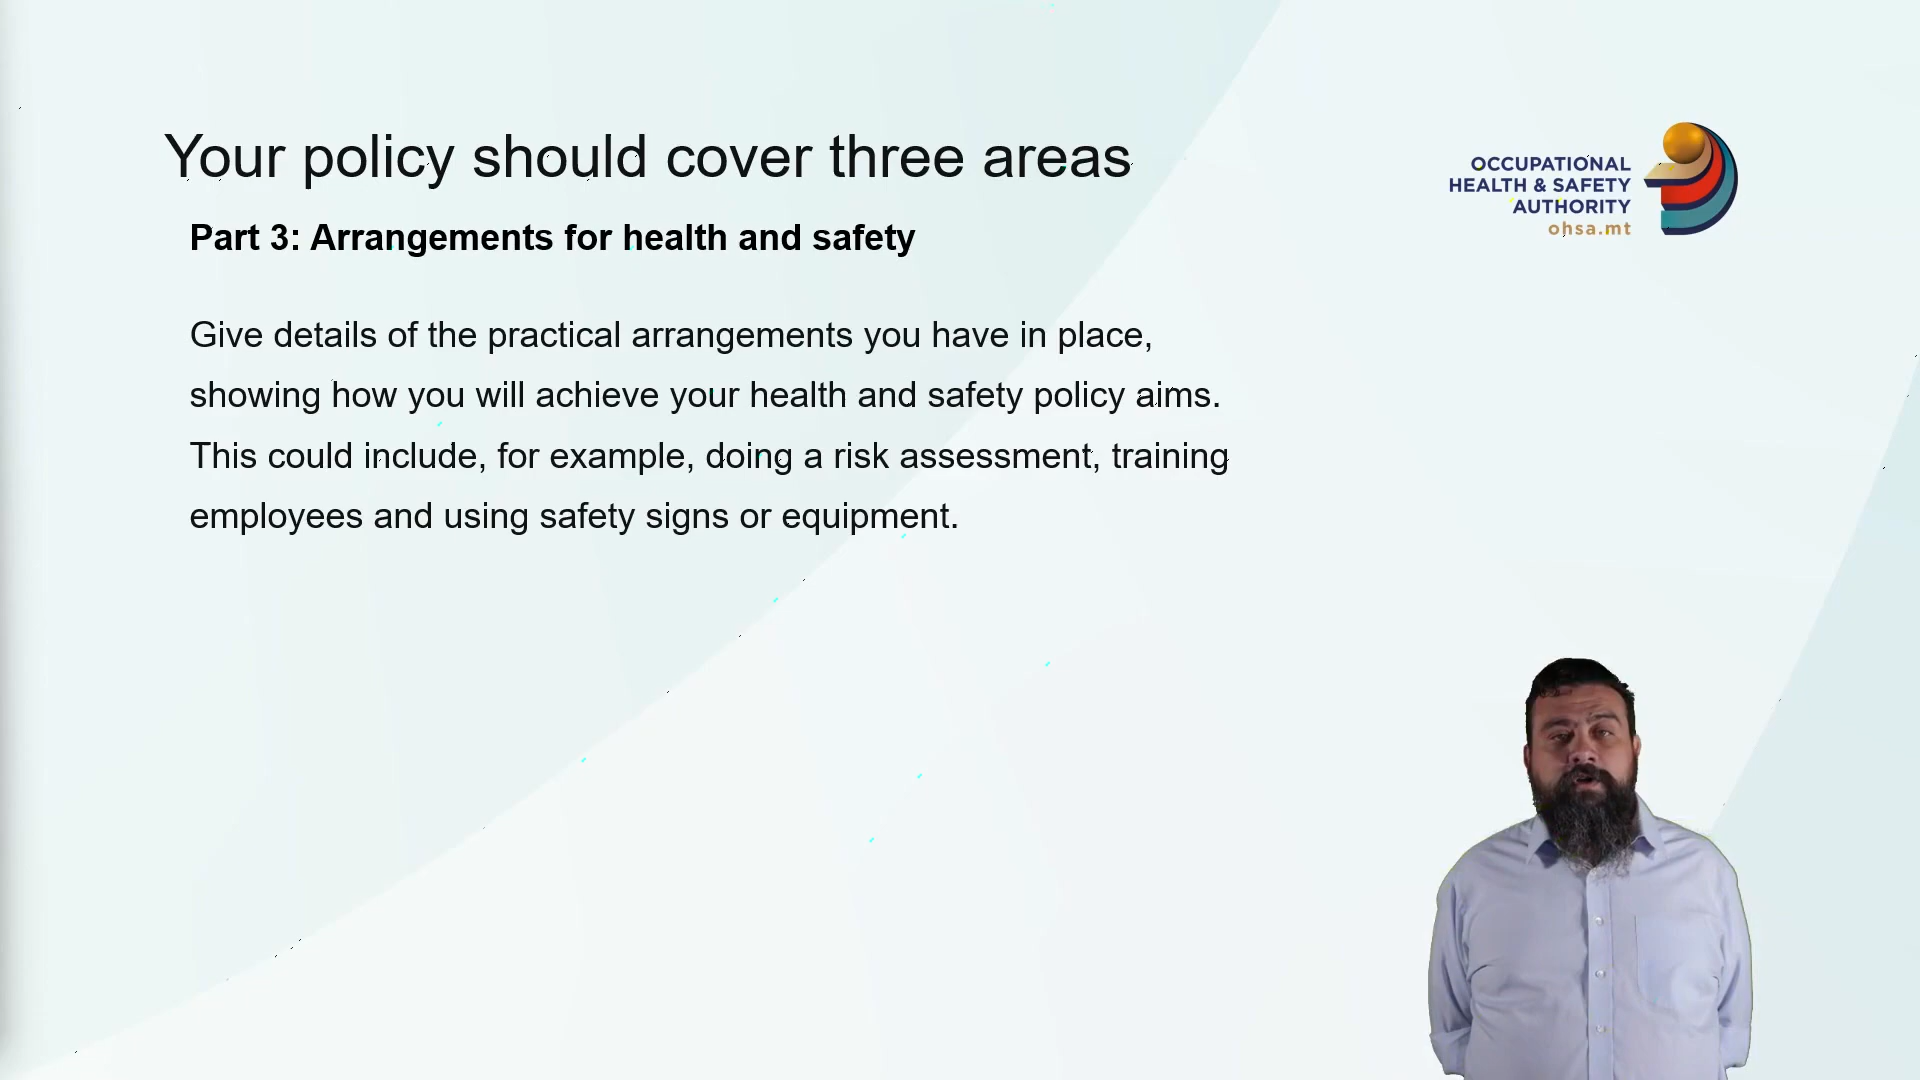 Your policy should cover three areas
Part 3: Arrangements for health and safety
Give details of the practical arrangements you have in place,
showing how you will achieve your health and safety policy aims.
This could include, for example, doing a risk assessment, training
employees and using safety signs or equipment.
OCCUPATIONAL
HEALTH & SAFETY
AUTHORITY
ohsa.mt